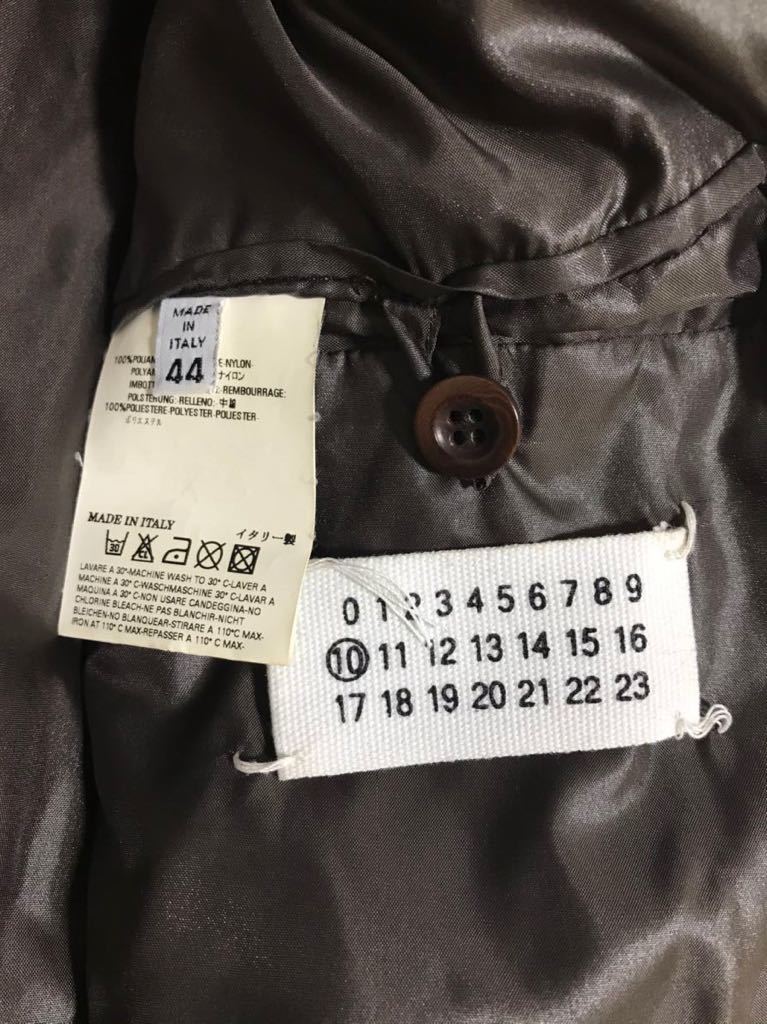 MADE
IN
ITALY
44
E-NYLON-
ナイロン
REMBOURRAGE:
POLSTERUNG: RELLENO: 中綿
100%POLIESTERE-POLYESTER-POLIESTER-
ポリエステル
MADE IN ITALY
イタリー製
30
CL
LAVARE A 30°-MACHINE WASH TO 30° C-LAVER A
MACHINE A 30° C-WASCHMASCHINE 30° C-LAVAR A
MAQUINA A 30° C-NON USARE CANDEGGINA-NO
CHLORINE BLEACH-NE PAS BLANCHIR-NICHT
BLEICHEN-NO BLANQUEAR-STIRARE A 110°C MAX-
IRON AT 110° C MAX-REPASSER A 110°C MAX-
0 1 2 3 4 5 6 7 8 9
10 11 12 13 14 15 16
17 18 19 20 21 22 23